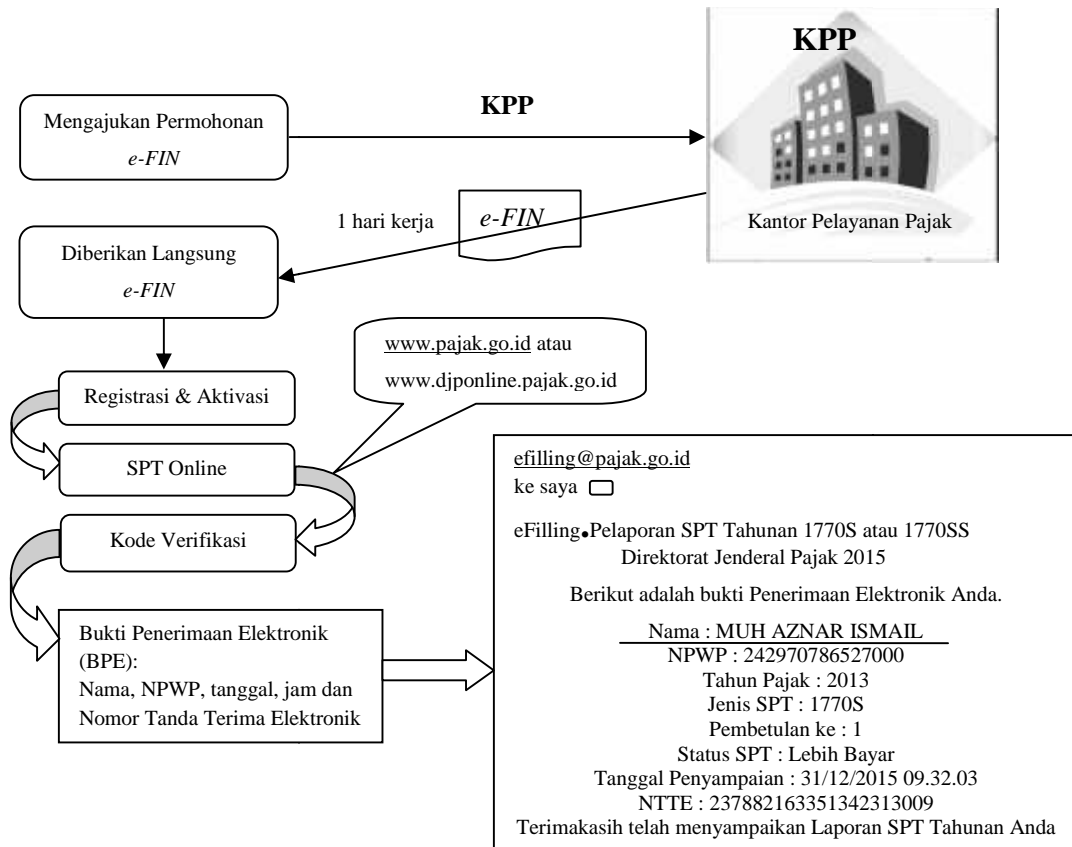 KPP
KPP
Mengajukan Permohonan
e-FIN
1 hari kerja
e-FIN
Kantor Pelayanan Pajak
Diberikan Langsung
e-FIN
www.pajak.go.id atau
www.djponline.pajak.go.id
Registrasi & Aktivasi
SPT Online
Kode Verifikasi
Bukti Penerimaan Elektronik
(BPE):
Nama, NPWP, tanggal, jam dan
Nomor Tanda Terima Elektronik
efilling@pajak.go.id
ke saya
eFilling•Pelaporan SPT Tahunan 1770S atau 1770SS
Direktorat Jenderal Pajak 2015
Berikut adalah bukti Penerimaan Elektronik Anda.
Nama : MUH AZNAR ISMAIL
NPWP : 242970786527000
Tahun Pajak : 2013
Jenis SPT : 1770S
Pembetulan ke : 1
Status SPT : Lebih Bayar
Tanggal Penyampaian : 31/12/2015 09.32.03
NTTE : 237882163351342313009
Terimakasih telah menyampaikan Laporan SPT Tahunan Anda